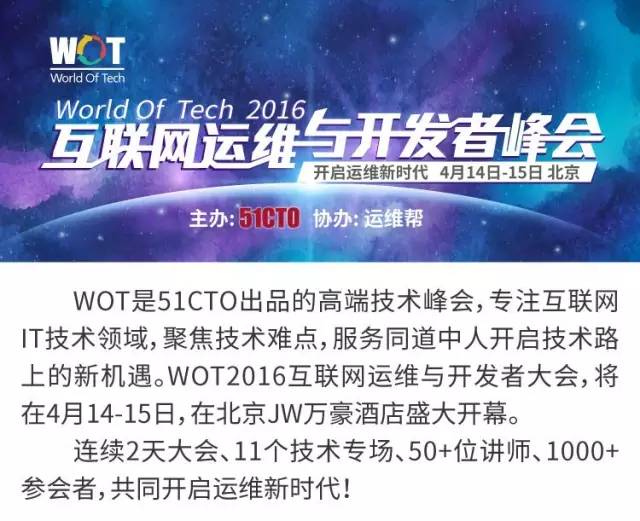 WOT
World Of Tech
World Of Tech 2016
互联网运维与开发者峰会
开启运维新时代 4月14日-15日 北京
主办: 51CTO 协办: 运维帮
WOT是51CTO出品的高端技术峰会,专注互联网
IT技术领域,聚焦技术难点,服务同道中人开启技术路
上的新机遇。WOT2016互联网运维与开发者大会,将
在4月14-15日,在北京JW万豪酒店盛大开幕。
连续2天大会、11个技术专场、50+位讲师、1000+
参会者,共同开启运维新时代!